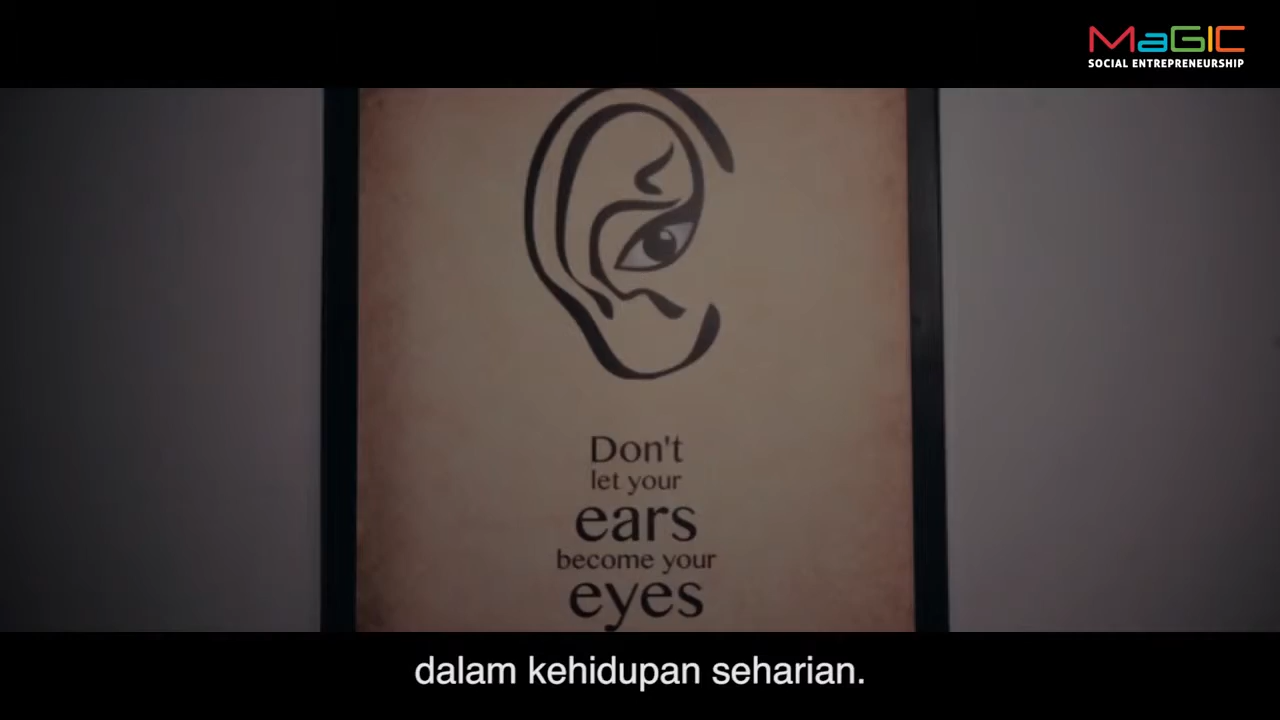 MaGIC
SOCIAL ENTREPRENEURSHIP
Don't
let your
ears
become your
eyes
dalam kehidupan seharian.